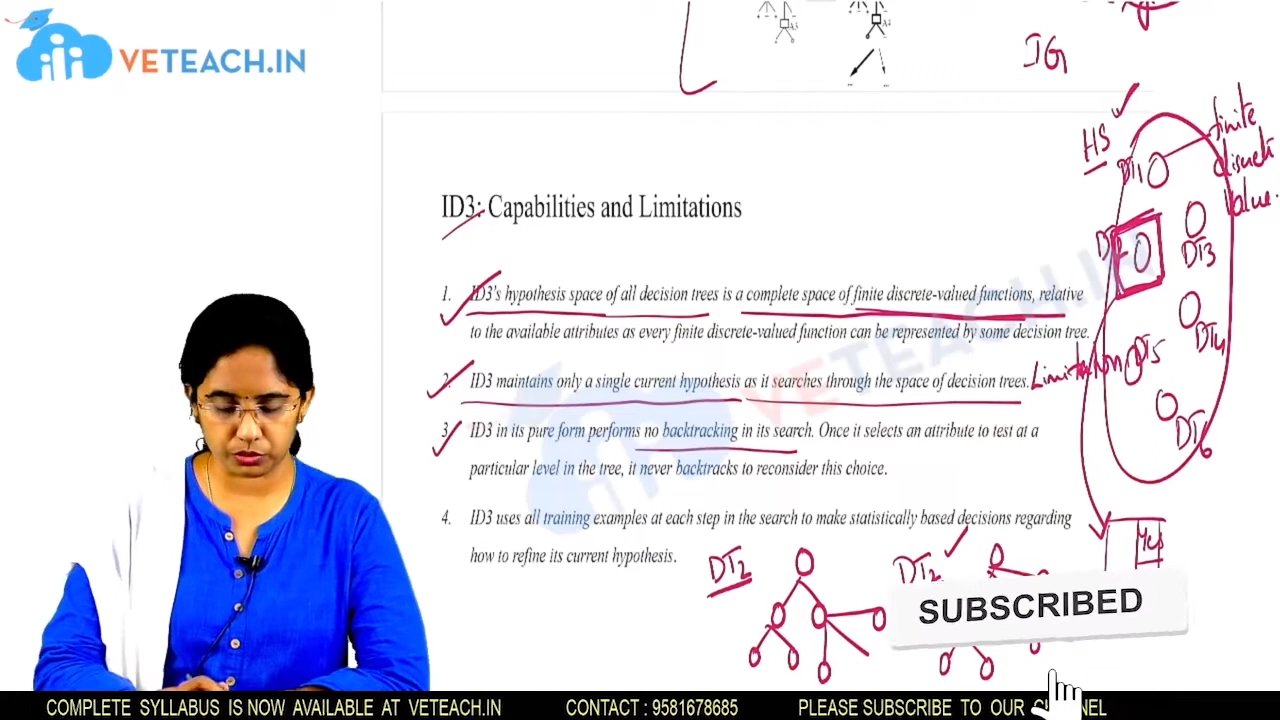 VETEACH.IN
IG
HS
finite
discrete
value.
DT1
DT3
DT4
DT5
DT6
ID3: Capabilities and Limitations
1. ID3's hypothesis space of all decision trees is a complete space of finite discrete-valued functions, relative
to the available attributes as every finite discrete-valued function can be represented by some decision tree.
Limitation
2. ID3 maintains only a single current hypothesis as it searches through the space of decision trees.
3. ID3 in its pure form performs no backtracking in its search. Once it selects an attribute to test at a
particular level in the tree, it never backtracks to reconsider this choice.
4. ID3 uses all training examples at each step in the search to make statistically based decisions regarding
how to refine its current hypothesis.
DT2
DT2
SUBSCRIBED
VETEACH.IN
COMPLETE SYLLABUS IS NOW AVAILABLE AT VETEACH.IN CONTACT : 9581678685 PLEASE SUBSCRIBE TO OUR